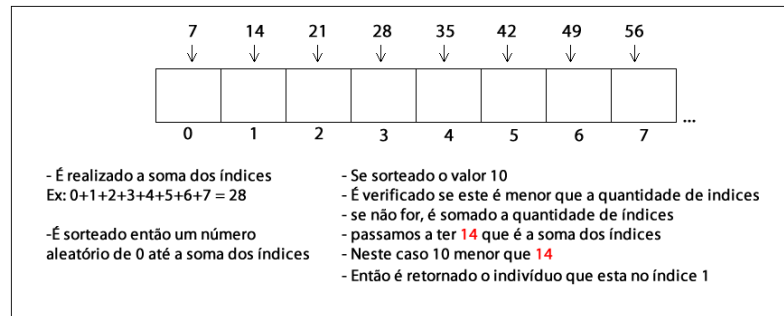 7 14 21 28 35 42 49 56
0 1 2 3 4 5 6 7 ...
- É realizado a soma dos índices
Ex: 0+1+2+3+4+5+6+7 = 28
-É sorteado então um número
aleatório de 0 até a soma dos índices
- Se sorteado o valor 10
- É verificado se este é menor que a quantidade de indices
- se não for, é somado a quantidade de índices
- passamos a ter 14 que é a soma dos índices
- Neste caso 10 menor que 14
- Então é retornado o indivíduo que esta no índice 1